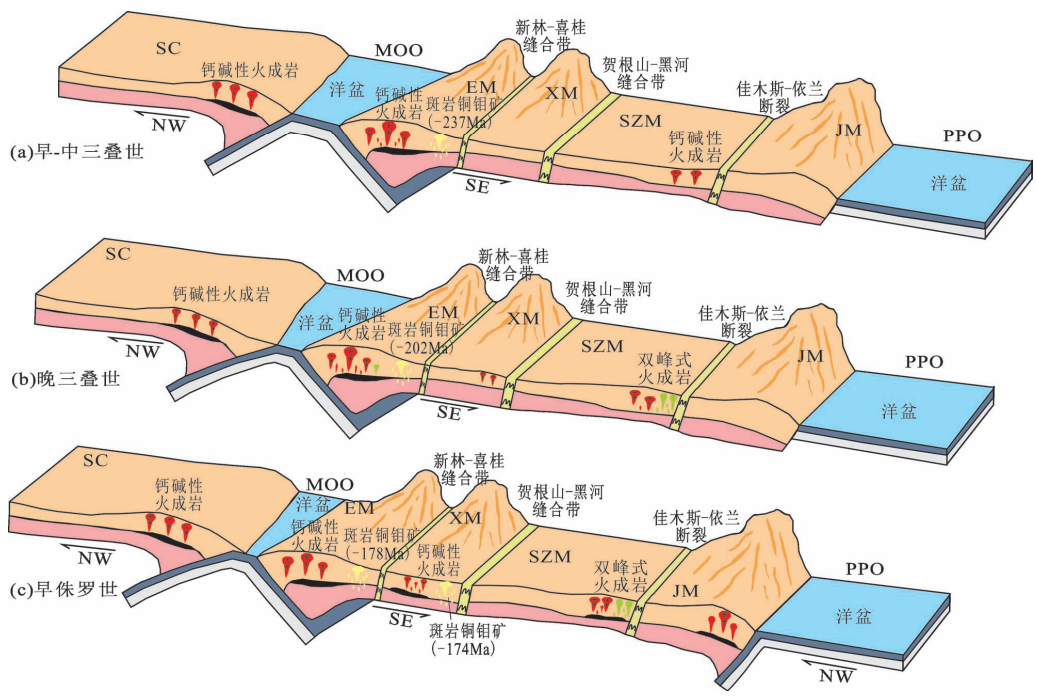 新林-喜桂
缝合带
SC
MOO
贺根山-黑河
缝合带
钙碱性火成岩
洋盆
EM
钙碱性
火成岩
斑岩铜钼矿
(~237Ma)
XM
佳木斯-依兰
断裂
SZM
JM
PPO
钙碱性
火成岩
NW
(a)早-中三叠世
SE
洋盆
新林-喜桂
缝合带
SC
MOO
贺根山-黑河
缝合带
钙碱性火成岩
洋盆
EM
钙碱性
火成岩
斑岩铜钼矿
(~202Ma)
XM
佳木斯-依兰
断裂
SZM
JM
PPO
双峰式
火成岩
NW
(b)晚三叠世
SE
洋盆
新林-喜桂
缝合带
SC
MOO
贺根山-黑河
缝合带
钙碱性
火成岩
洋盆
EM
钙碱性
火成岩
斑岩铜钼矿
(~178Ma)
XM
钙碱性
火成岩
佳木斯-依兰
断裂
SZM
双峰式
火成岩
JM
PPO
NW
(c)早侏罗世
SE
斑岩铜钼矿
(~174Ma)
洋盆
NW